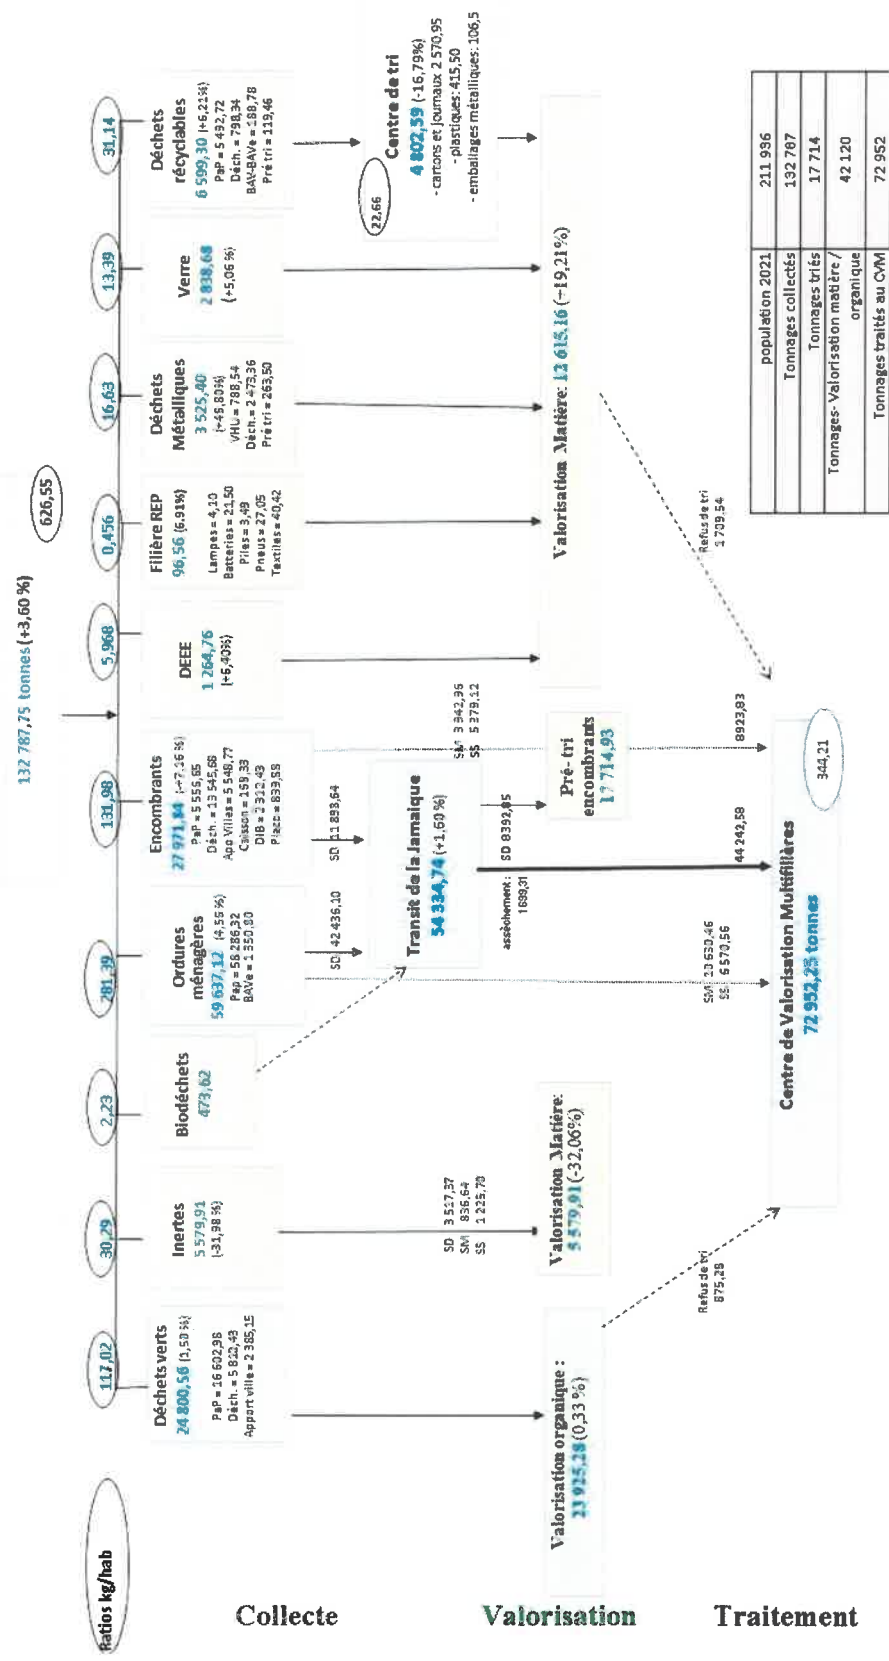 132 787,75 tonnes (+3,60 %)
626,55
Ratios kg/hab
117,02
30,29
2,23
281,39
131,98
5,968
0,456
16,63
13,39
31,14
Collecte
Déchets verts
24 800,56 (1,50 %)
PaP = 16 602,98
Déch. = 5 812,43
Apport ville = 2 385,15
Inertes
5 579,91
(-31,98 %)
Biodéchets
473,62
Ordures
ménagères
59 637,12 (4,55 %)
Pap = 58 286,32
BAVe = 1 350,80
Encombrants
27 971,84 (+7,16 %)
PaP = 5 555,65
Déch. = 13 545,68
App Villes = 5 548,77
Caisson = 169,33
DIB = 2 312,43
Placo = 839,98
DEEE
1 264,76
(+6,40%)
Filière REP
96,56 (6,91%)
Lampes = 4,10
Batteries = 21,50
Piles = 3,49
Pneus = 27,05
Textiles = 40,42
Déchets
Métalliques
3 525,40
(+45,80%)
VHU = 788,54
Déch. = 2 473,36
Pré tri = 263,50
Verre
2 838,68
(+5,06 %)
Déchets
récyclables
6 599,30 (+6,21%)
PaP = 5 492,72
Déch. = 798,34
BAV-BAVe = 188,78
Pré tri = 119,46
22,66
Centre de tri
4 802,59 (-16,79%)
- cartons et journaux 2 570,95
- plastiques: 415,50
- emballages métalliques: 106,5
SD 42 436,10
SD 11 898,64
Transit de la Jamaique
54 334,74 (+1,60 %)
SM 3 942,96
SS 5 379,12
SD 3 517,37
SM 836,64
SS 1 225,70
assèchement :
1 699,31
SD 8392,85
Valorisation
Valorisation organique :
23 925,28 (0,33 %)
Valorisation Matière:
5 579,91 (-32,06%)
Pré- tri
encombrants
17 714,93
Valorisation Matière: 12 615,16 (-19,21%)
Refus de tri
875,28
SM 10 630,46
SS 6 570,56
44 242,58
8923,83
Refus de tri
1 709,54
Traitement
Centre de Valorisation Multifilières
72 952,25 tonnes
344,21
population 2021 211 936
Tonnages collectés 132 787
Tonnages triés 17 714
Tonnages- Valorisation matière /
organique 42 120
Tonnages traités au CVM 72 952